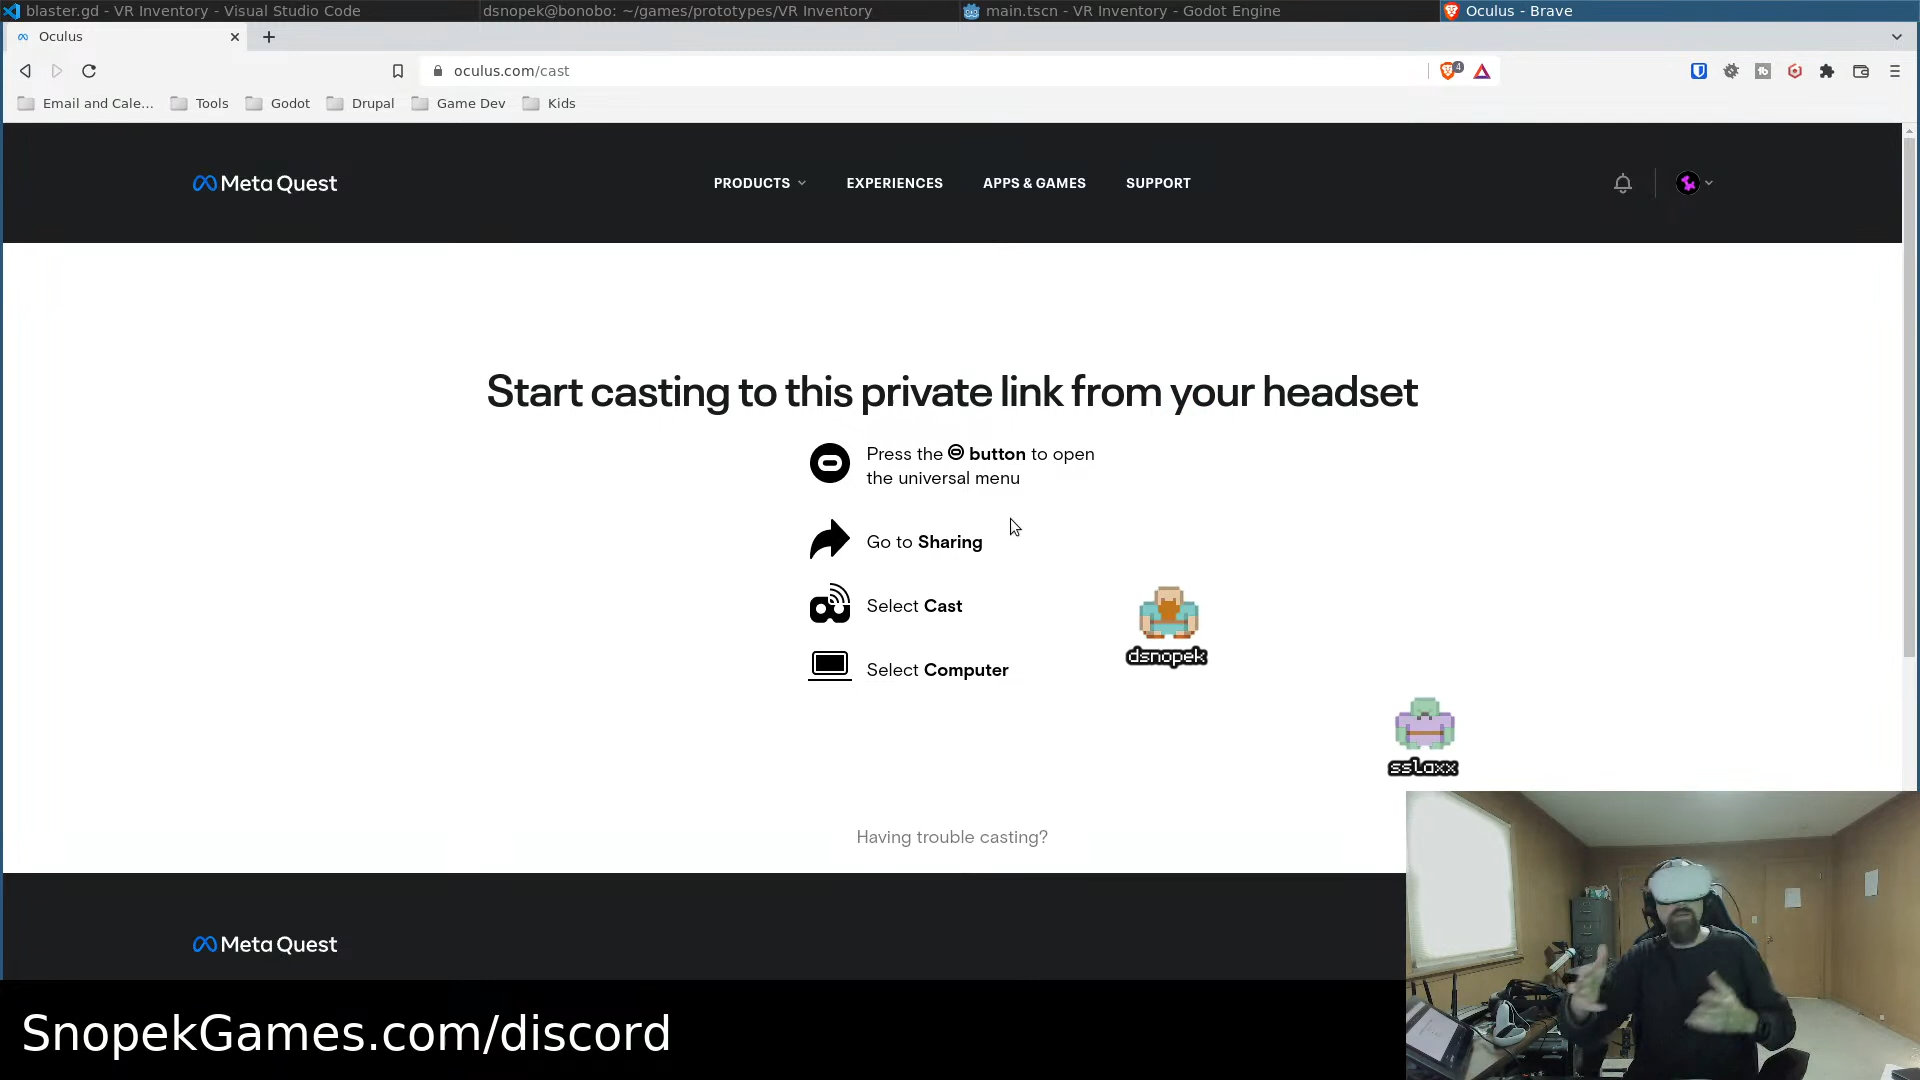 blaster.gd - VR Inventory - Visual Studio Code
dsnopek@bonobo: ~/games/prototypes/VR Inventory
main.tscn - VR Inventory - Godot Engine
Oculus - Brave
Oculus
oculus.com/cast
4
Email and Cale...
Tools
Godot
Drupal
Game Dev
Kids
Meta Quest
PRODUCTS
EXPERIENCES
APPS & GAMES
SUPPORT
Start casting to this private link from your headset
Press the button to open
the universal menu
Go to Sharing
Select Cast
Select Computer
dsnopek
sslaxx
Having trouble casting?
Meta Quest
SnopekGames.com/discord